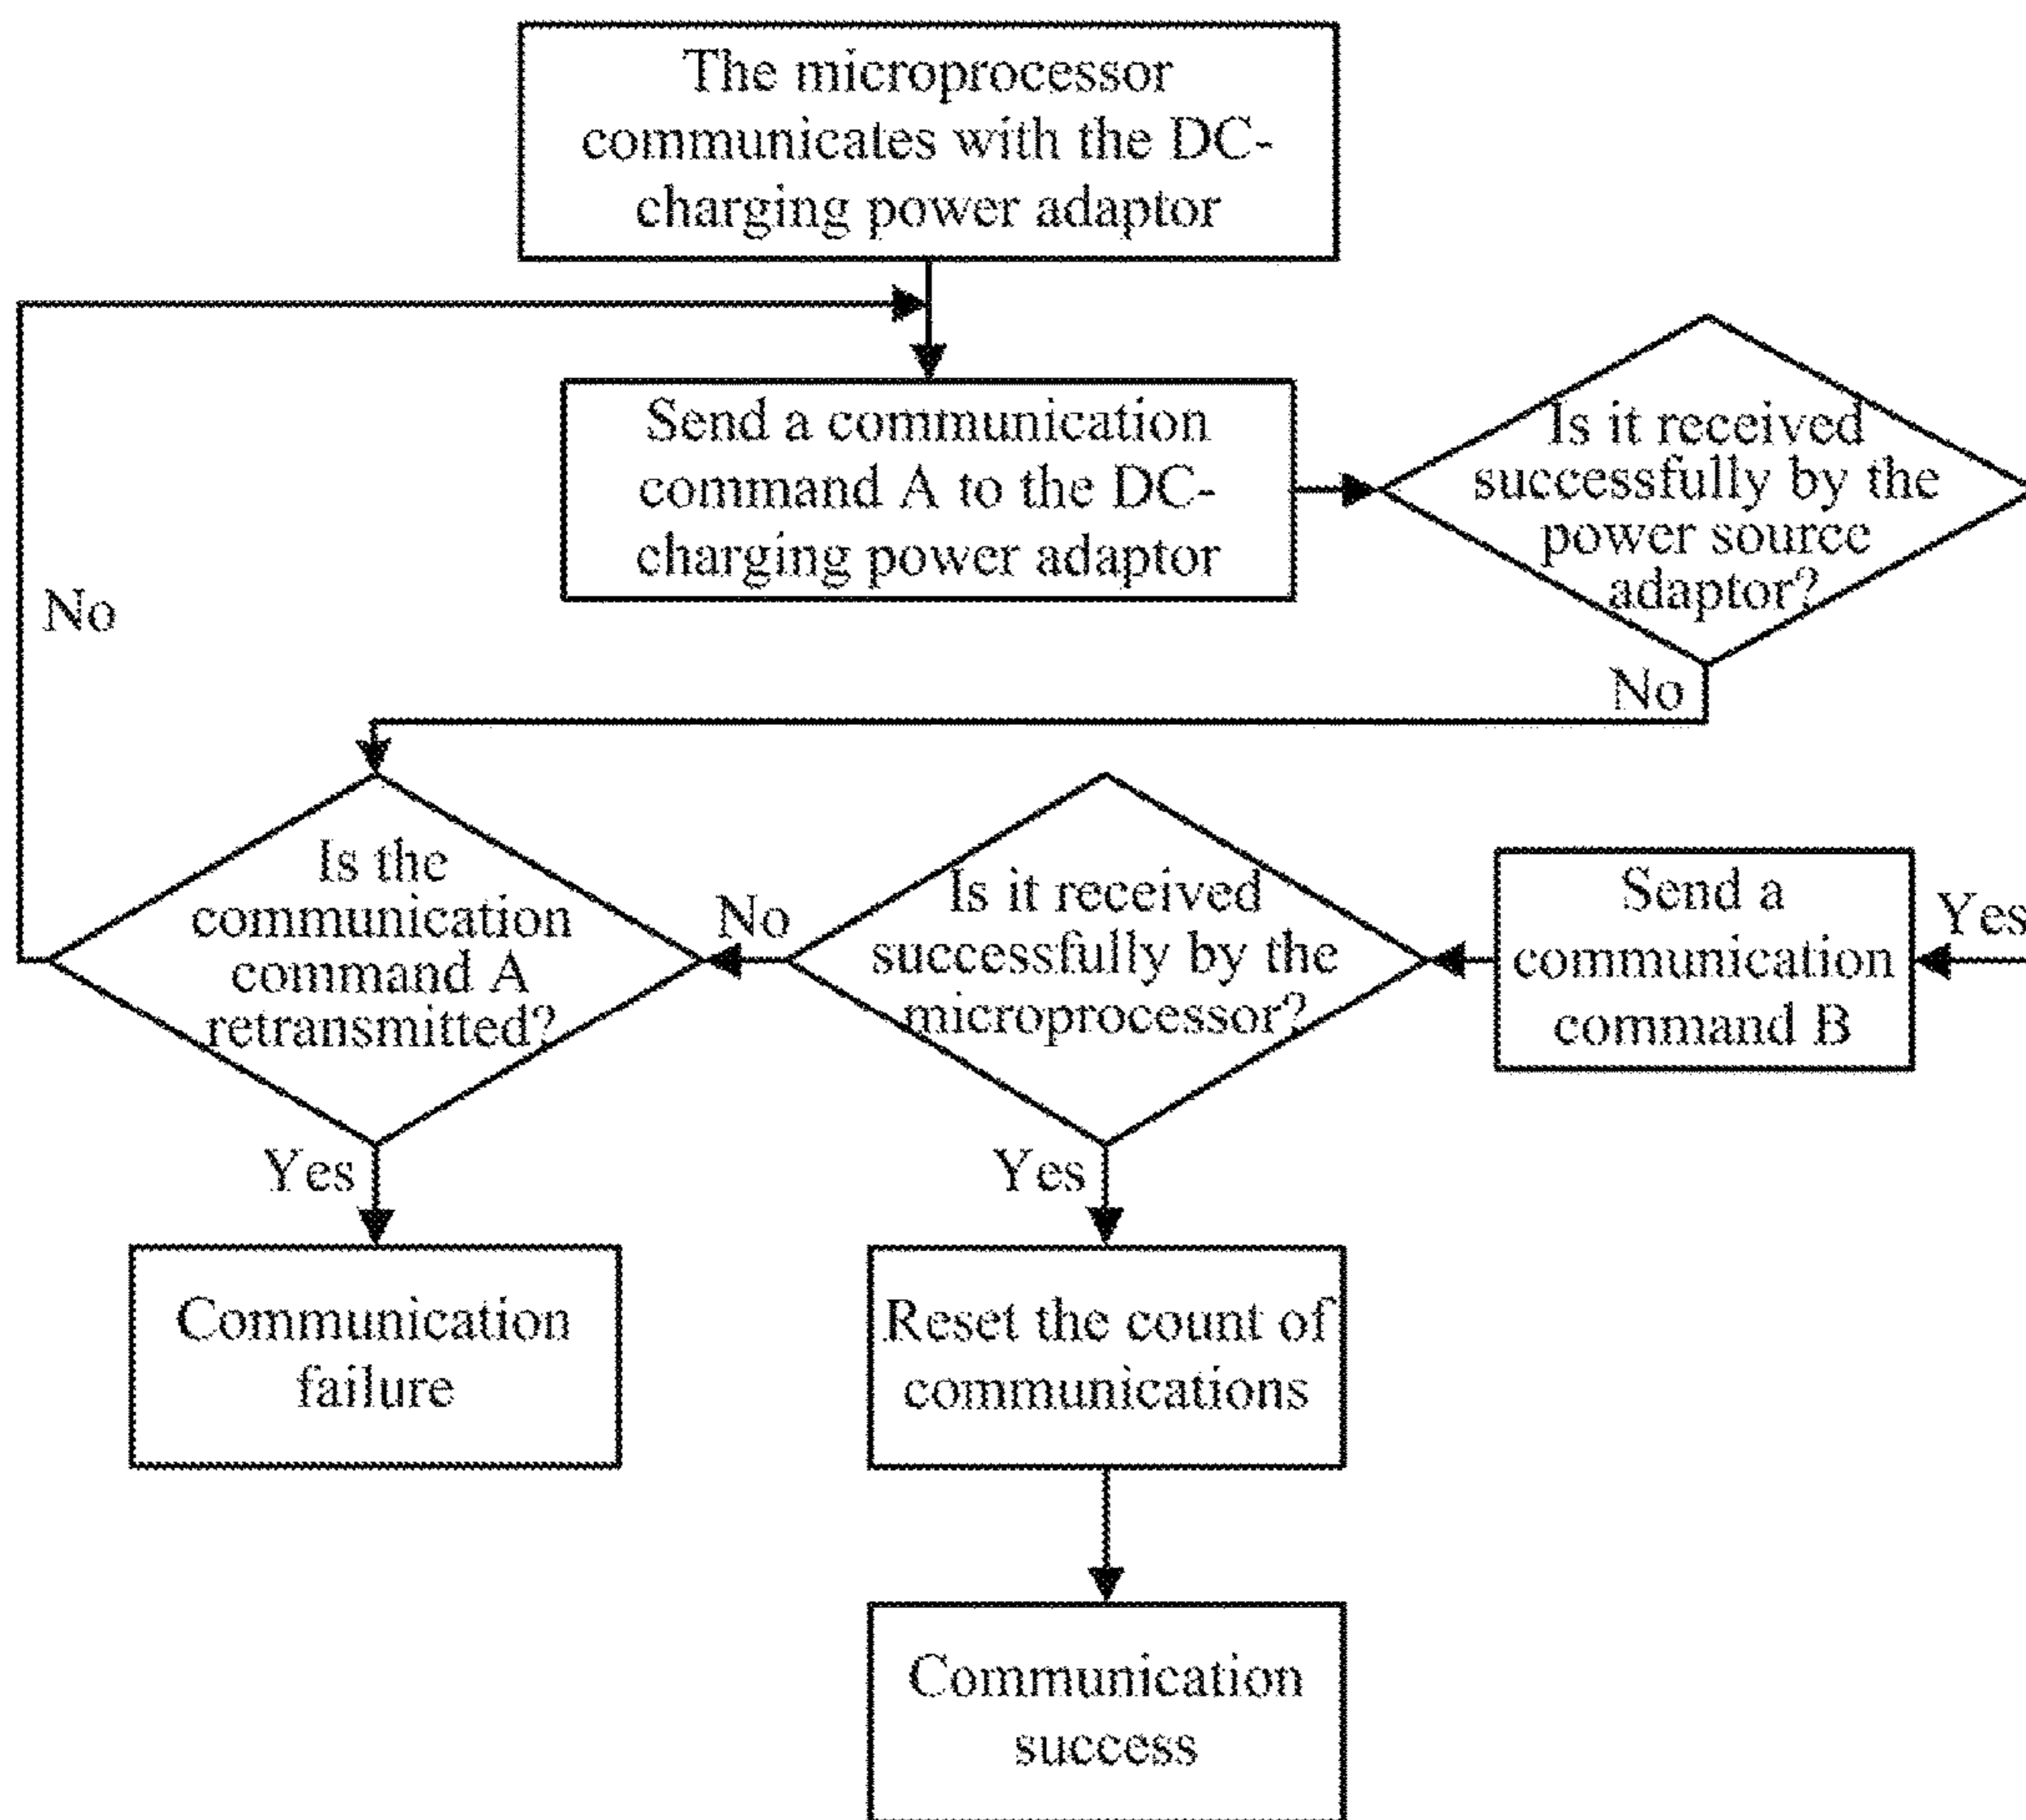 The microprocessor
communicates with the DC-
charging power adaptor
Send a communication
command A to the DC-
charging power adaptor
Is it received
successfully by the
power source
adaptor?
No
No
Is the
communication
command A
retransmitted?
No
Is it received
successfully by the
microprocessor?
Send a
communication
command B
Yes
Yes
Yes
Communication
failure
Reset the count of
communications
Communication
success